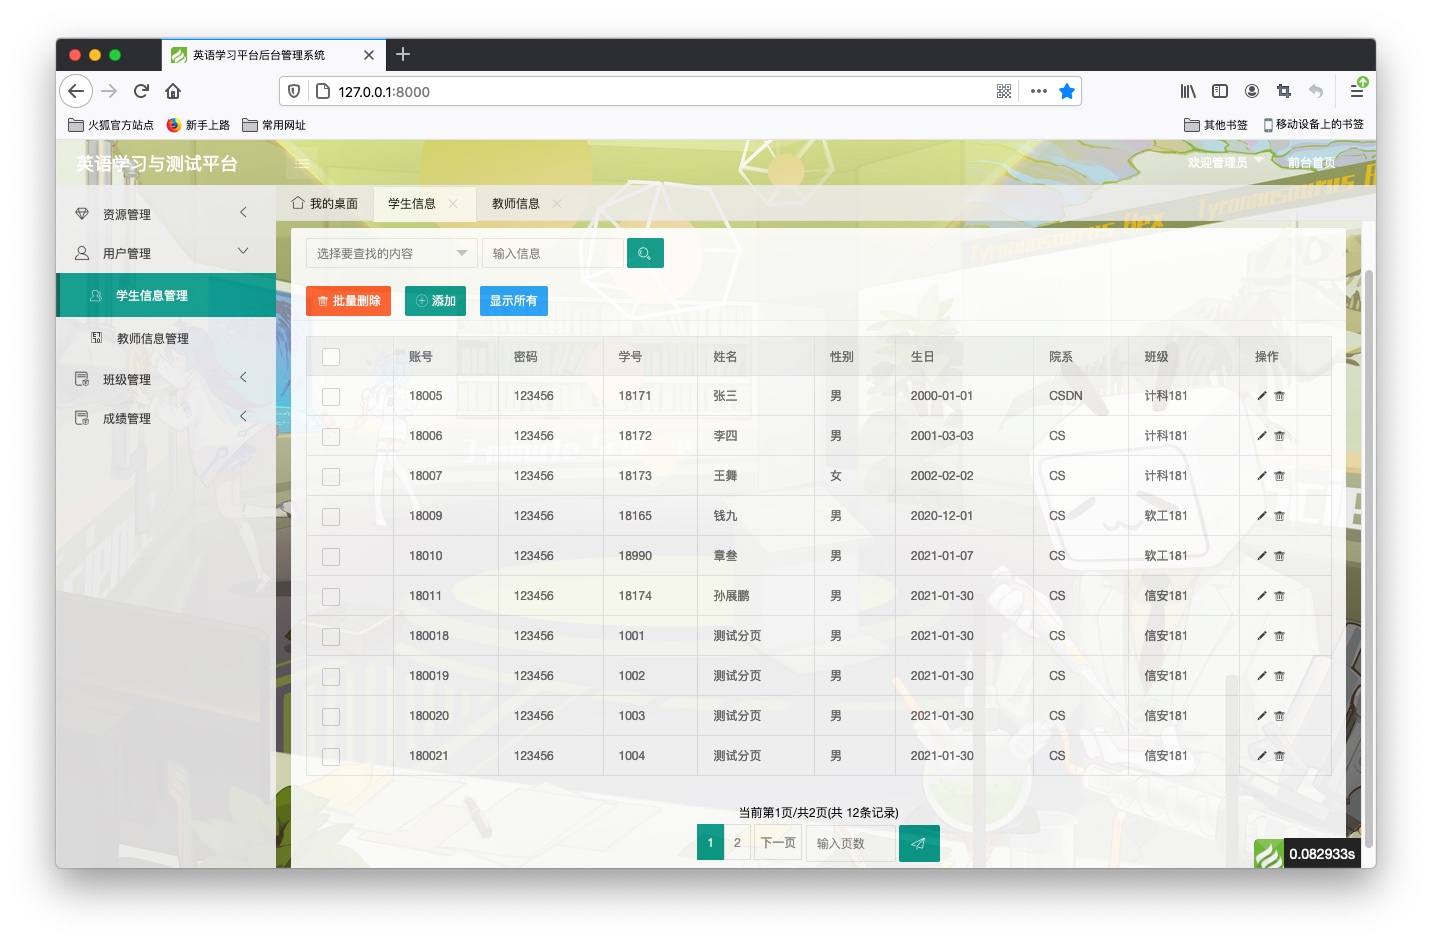 英语学习平台后台管理系统
127.0.0.1:8000
火狐官方站点 新手上路 常用网址 其他书签 移动设备上的书签
英语学习与测试平台 欢迎管理员 前台首页
Tyrannosaurus Rex
我的桌面 学生信息 教师信息
资源管理
用户管理
学生信息管理
教师信息管理
班级管理
成绩管理
选择要查找的内容 输入信息
批量删除 添加 显示所有
账号 密码 学号 姓名 性别 生日 院系 班级 操作
18005 123456 18171 张三 男 2000-01-01 CSDN 计科181
18006 123456 18172 李四 男 2001-03-03 CS 计科181
18007 123456 18173 王舞 女 2002-02-02 CS 计科181
18009 123456 18165 钱九 男 2020-12-01 CS 软工181
18010 123456 18990 章叁 男 2021-01-07 CS 软工181
18011 123456 18174 孙展鹏 男 2021-01-30 CS 信安181
180018 123456 1001 测试分页 男 2021-01-30 CS 信安181
180019 123456 1002 测试分页 男 2021-01-30 CS 信安181
180020 123456 1003 测试分页 男 2021-01-30 CS 信安181
180021 123456 1004 测试分页 男 2021-01-30 CS 信安181
当前第1页/共2页(共 12条记录)
1 2 下一页 输入页数
0.082933s